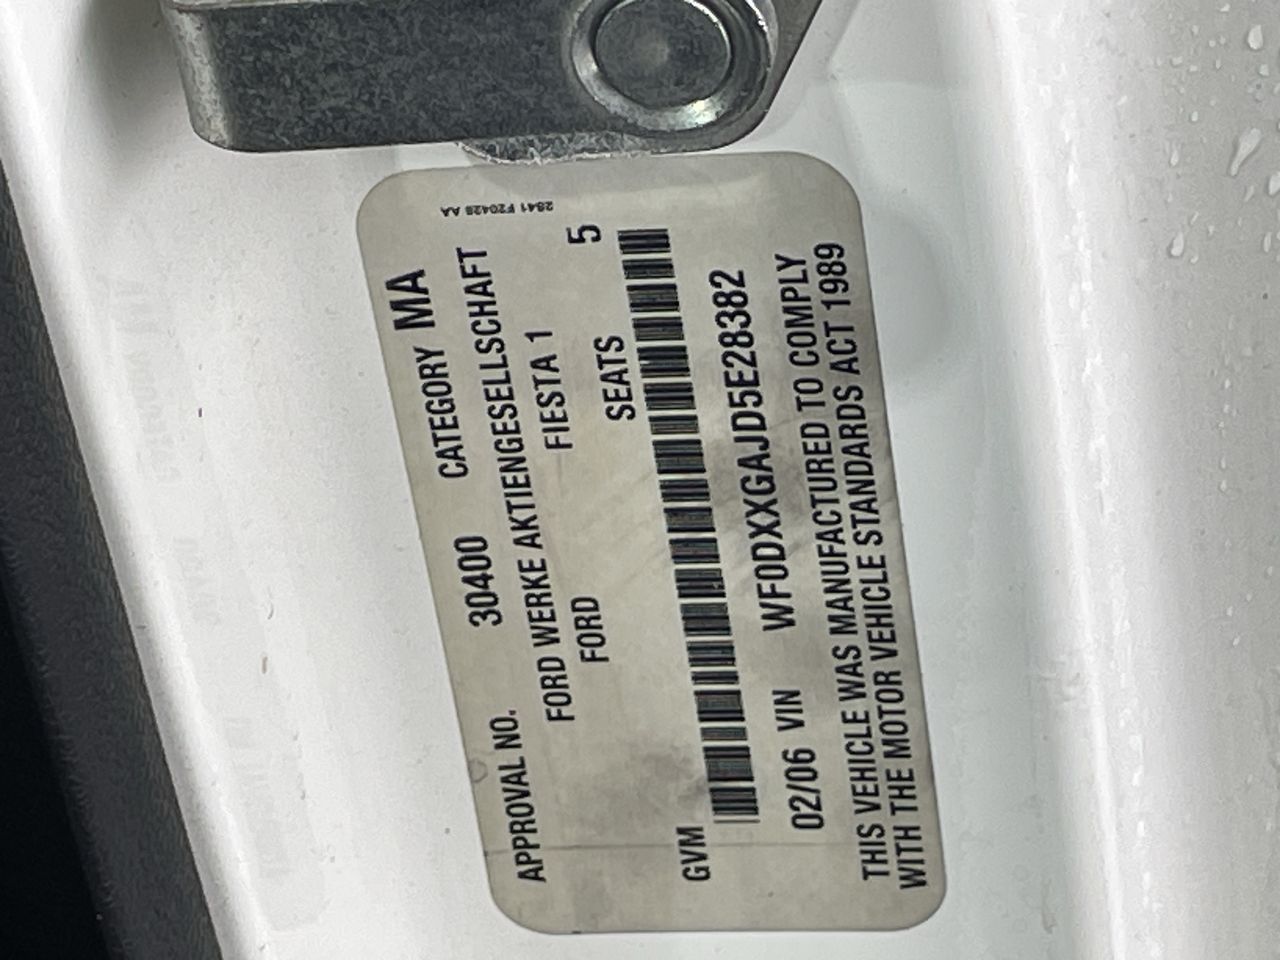 2S41 F20428 AA
APPROVAL NO. 30400 CATEGORY MA
FORD WERKE AKTIENGESELLSCHAFT
FORD FIESTA 1
SEATS 5
GVM
02/06 VIN WF0DXXGAJD5E28382
THIS VEHICLE WAS MANUFACTURED TO COMPLY
WITH THE MOTOR VEHICLE STANDARDS ACT 1989